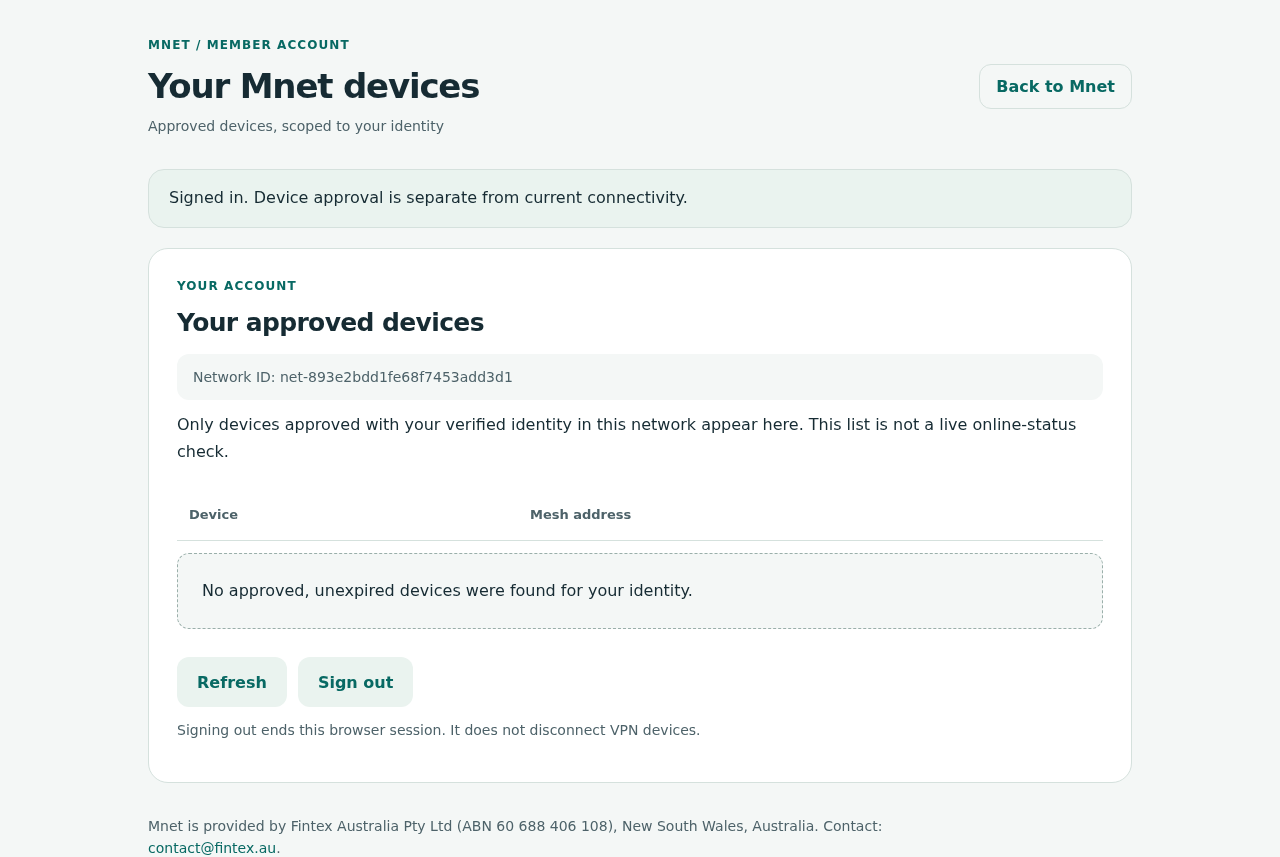 MNET / MEMBER ACCOUNT
Your Mnet devices
Back to Mnet
Approved devices, scoped to your identity
Signed in. Device approval is separate from current connectivity.
YOUR ACCOUNT
Your approved devices
Network ID: net-893e2bdd1fe68f7453add3d1
Only devices approved with your verified identity in this network appear here. This list is not a live online-status
check.
Device Mesh address
No approved, unexpired devices were found for your identity.
Refresh Sign out
Signing out ends this browser session. It does not disconnect VPN devices.
Mnet is provided by Fintex Australia Pty Ltd (ABN 60 688 406 108), New South Wales, Australia. Contact:
contact@fintex.au.